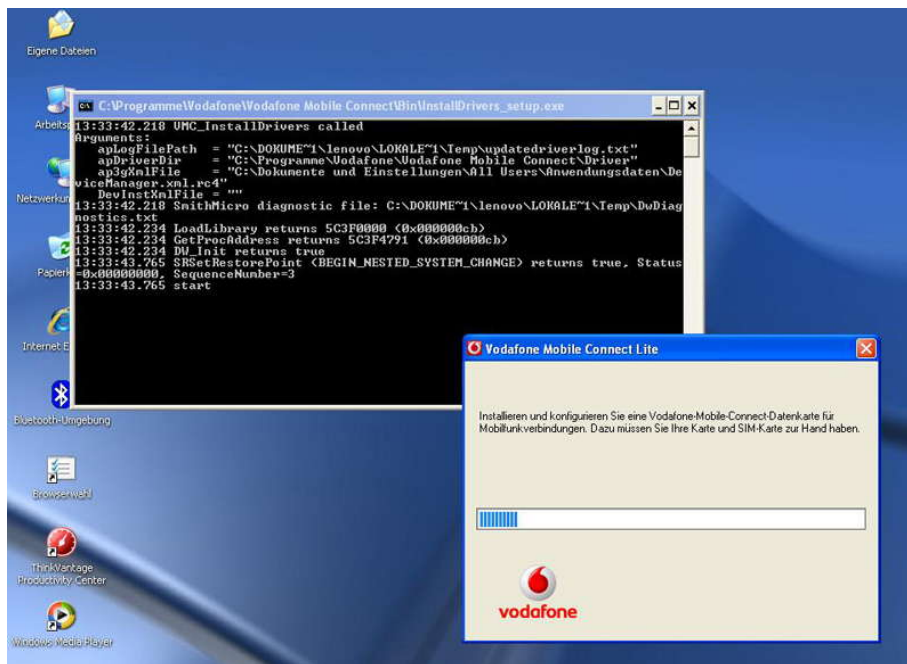 Eigene Dateien
C:\Programme\Vodafone\Vodafone Mobile Connect\Bin\InstallDrivers_setup.exe
Arbeitsp
13:33:42.218 VMC_InstallDrivers called
Arguments:
apLogFilePath = "C:\DOKUME~1\lenovo\LOKALE~1\Temp\updatedriverlog.txt"
apDriverDir = "C:\Programme\Vodafone\Vodafone Mobile Connect\Driver"
ap3gXmlFile = "C:\Dokumente und Einstellungen\All Users\Anwendungsdaten\De
viceManager.xml.rc4"
DevInstXmlFile = ""
13:33:42.218 SmithMicro diagnostic file: C:\DOKUME~1\lenovo\LOKALE~1\Temp\DwDiag
nostics.txt
13:33:42.234 LoadLibrary returns 5C3F0000 (0x000000cb)
13:33:42.234 GetProcAddress returns 5C3F4791 (0x000000cb)
13:33:42.234 DW_Init returns true
13:33:43.765 SRSetRestorePoint (BEGIN_NESTED_SYSTEM_CHANGE) returns true, Status
=0x00000000, SequenceNumber=3
13:33:43.765 start
Netzwerkum
Papierk
Internet E
Bluetooth-Umgebung
Browserwahl
ThinkVantage
Productivity Center
Windows Media Player
Vodafone Mobile Connect Lite
Installieren und konfigurieren Sie eine Vodafone-Mobile-Connect-Datenkarte für
Mobilfunkverbindungen. Dazu müssen Sie Ihre Karte und SIM-Karte zur Hand haben.
vodafone